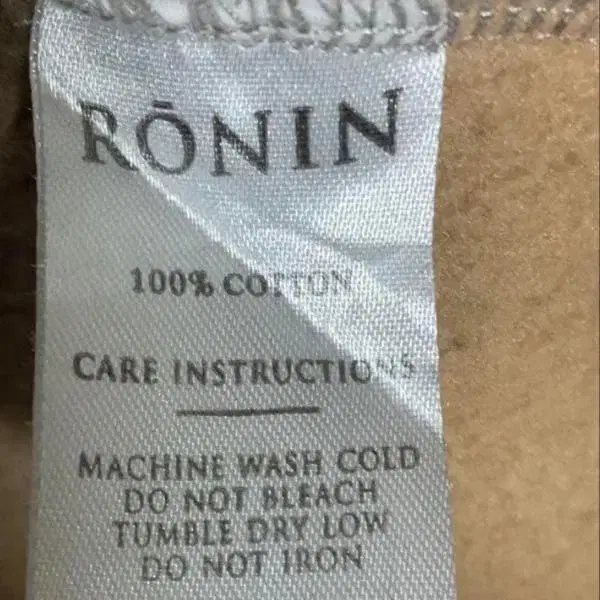 RŌNIN
100% COTTON
CARE INSTRUCTIONS
MACHINE WASH COLD
DO NOT BLEACH
TUMBLE DRY LOW
DO NOT IRON